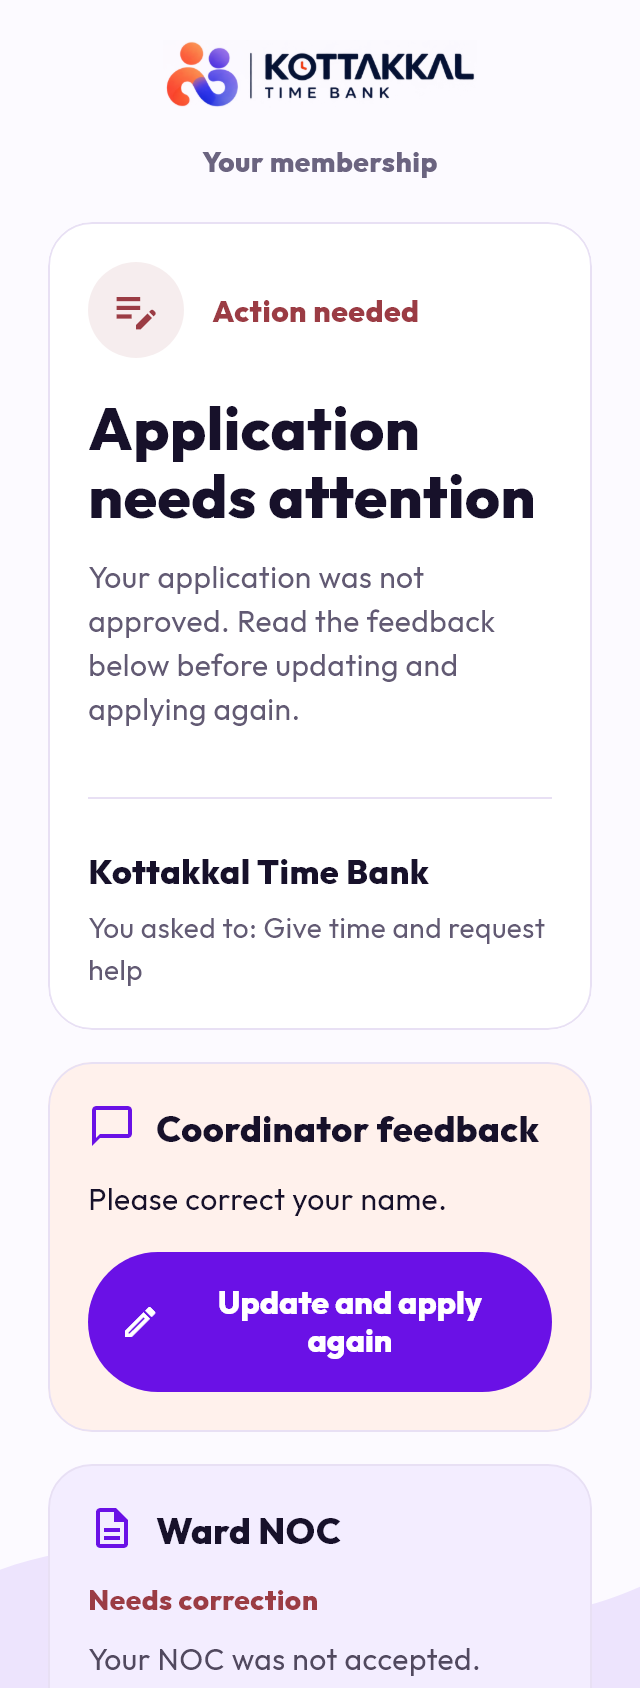 KOTTAKKAL
TIME BANK
Your membership
Action needed
Application
needs attention
Your application was not
approved. Read the feedback
below before updating and
applying again.
Kottakkal Time Bank
You asked to: Give time and request
help
Coordinator feedback
Please correct your name.
Update and apply
again
Ward NOC
Needs correction
Your NOC was not accepted.